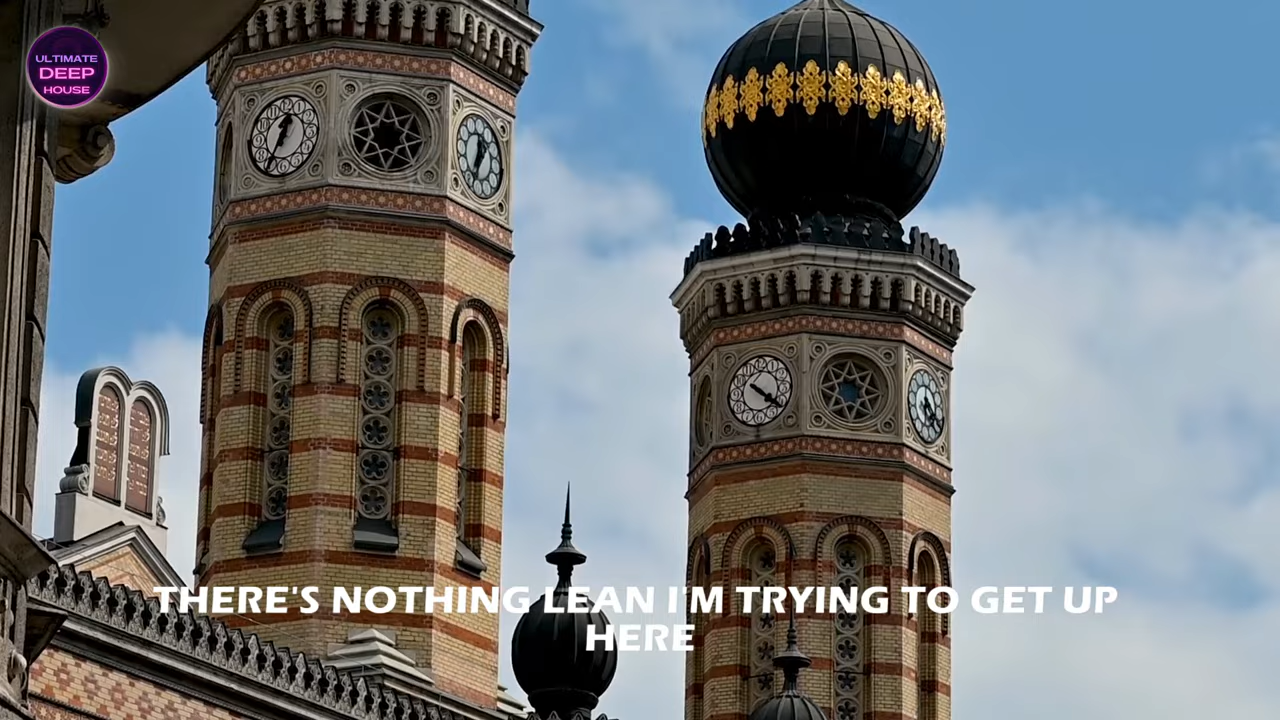 ULTIMATE
DEEP
HOUSE
THERE'S NOTHING LEAN I'M TRYING TO GET UP
HERE